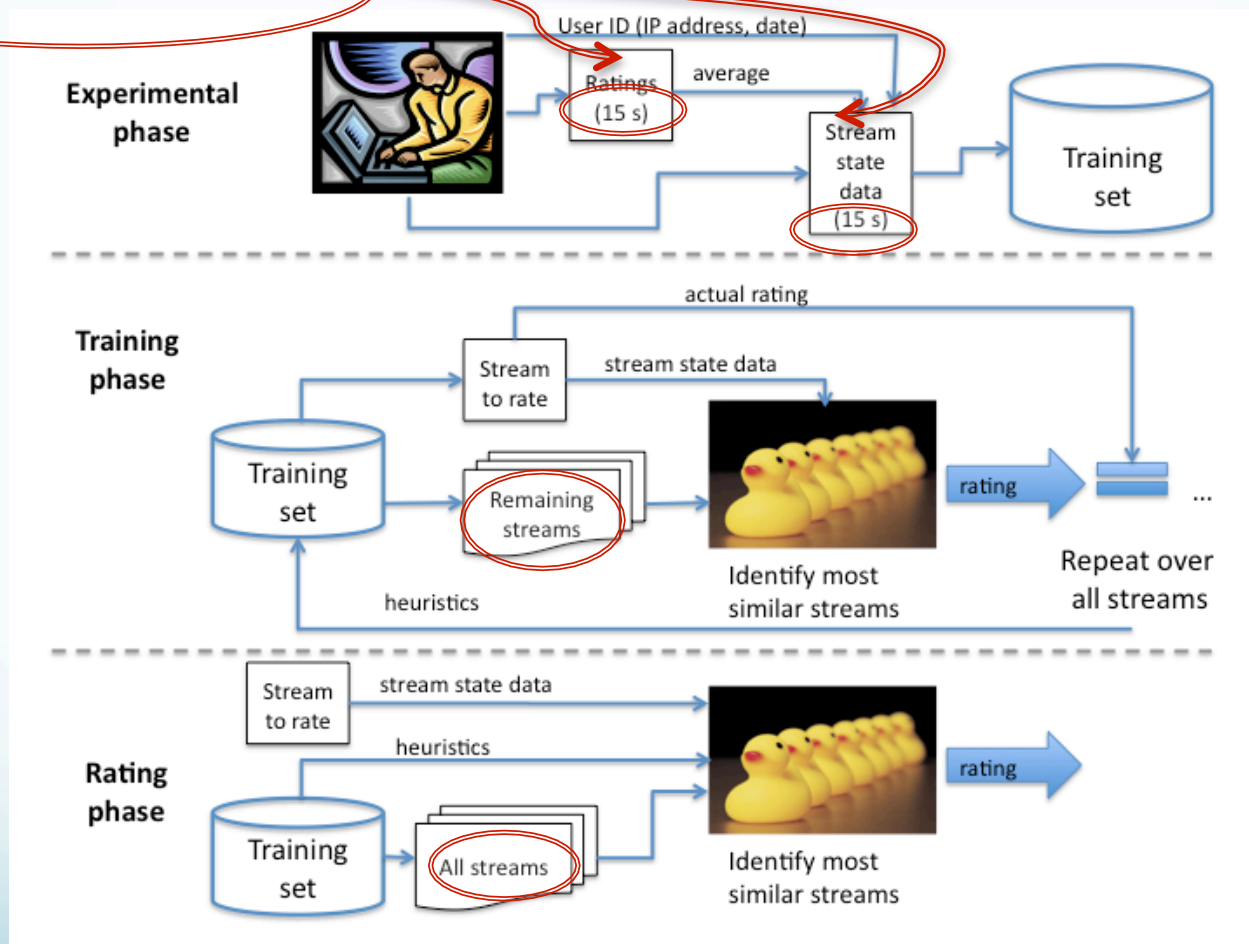 User ID (IP address, date)
Experimental
phase
Ratings
(15 s)
average
Stream
state
data
(15 s)
Training
set
actual rating
Training
phase
Stream
to rate
stream state data
Training
set
Remaining
streams
rating
...
Identify most
similar streams
Repeat over
all streams
heuristics
Stream
to rate
stream state data
heuristics
Rating
phase
rating
Training
set
All streams
Identify most
similar streams